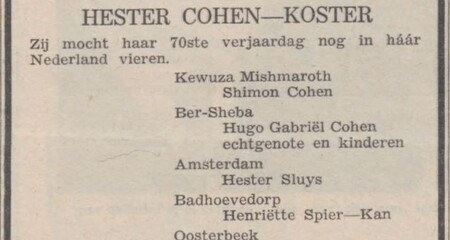 HESTER COHEN—KOSTER
Zij mocht haar 70ste verjaardag nog in háár
Nederland vieren.
Kewuza Mishmaroth
Shimon Cohen
Ber-Sheba
Hugo Gabriël Cohen
echtgenote en kinderen
Amsterdam
Hester Sluys
Badhoevedorp
Henriëtte Spier—Kan
Oosterbeek